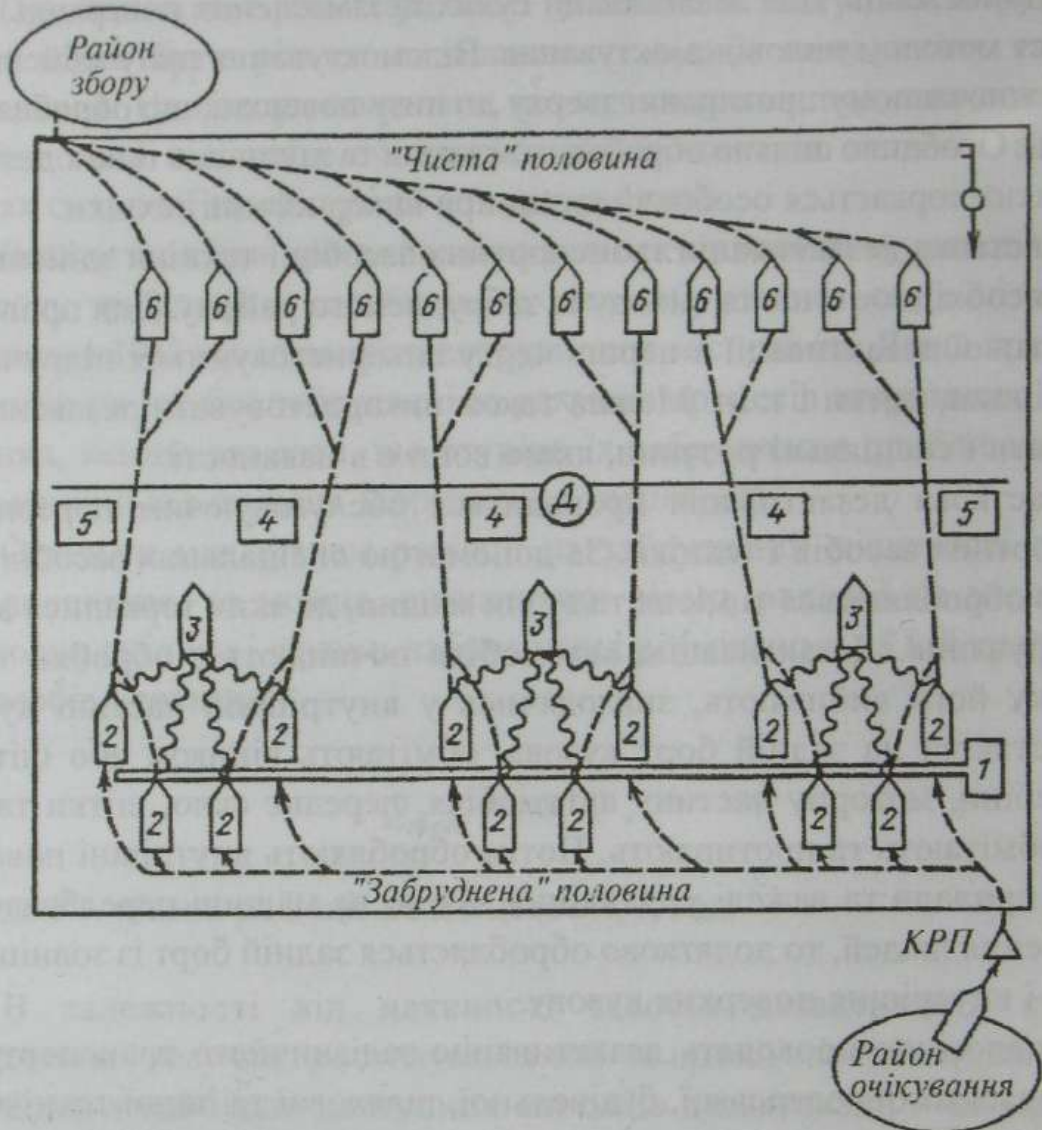 Район
збору
"Чиста" половина
6 6 6 6 6 6 6 6 6 6 6 6
Д
5 4 4 4 5
3 3 3
2 2 2 2 2 2
1
2 2 2 2 2 2
"Забруднена" половина
КРП
Район
очікування